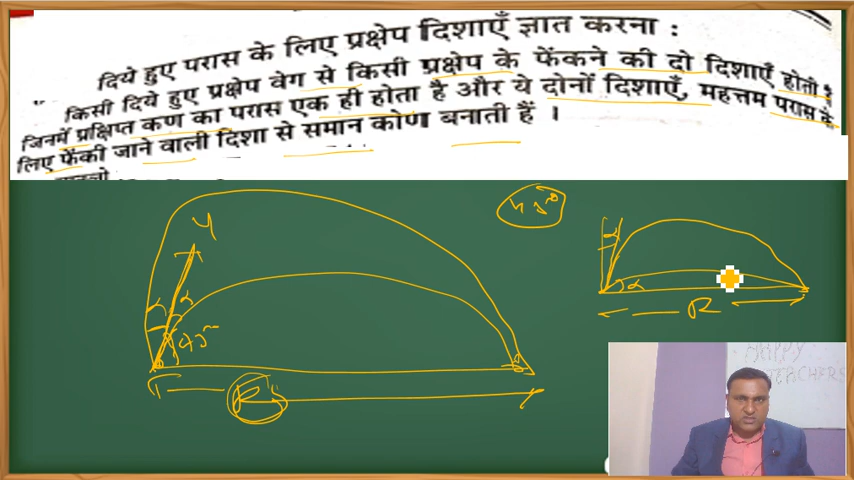 दिये हुए परास के लिए प्रक्षेप दिशाएँ ज्ञात करना :
किसी दिये हुए प्रक्षेप वेग से किसी प्रक्षेप के फेंकने की दो दिशाएँ होती हैं
जिनमें प्रक्षिप्त कण का परास एक ही होता है और ये दोनों दिशाएँ, महत्तम परास के
लिए फेंकी जाने वाली दिशा से समान कोण बनाती हैं ।
45°
u
α
α
α
45°
R
R
HAPPY
TEACHERS